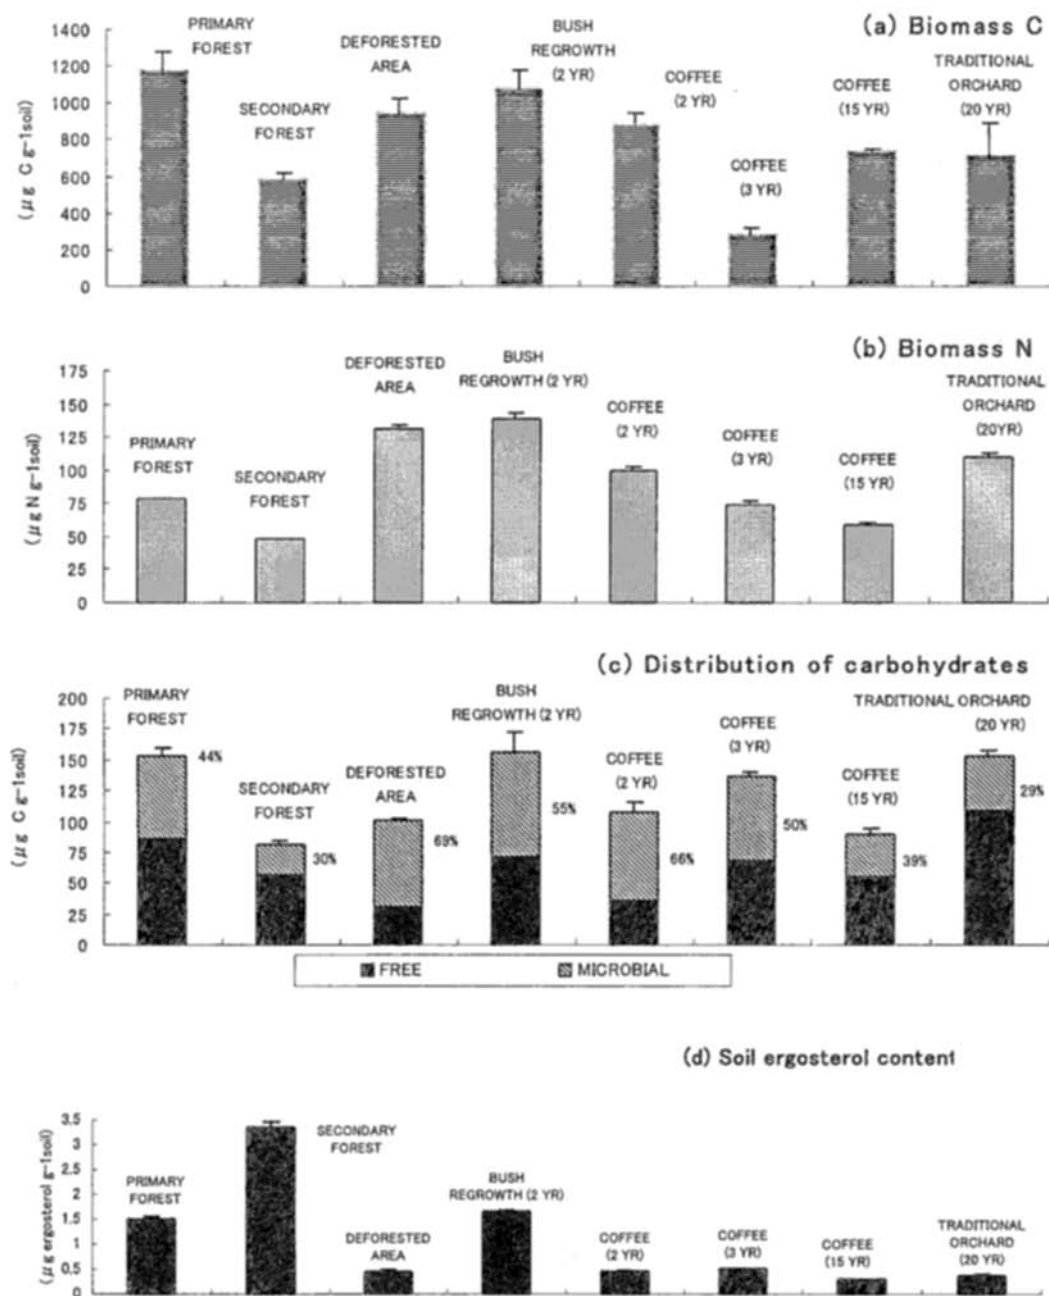 (a) Biomass C
PRIMARY
FOREST
SECONDARY
FOREST
DEFORESTED
AREA
BUSH
REGROWTH
(2 YR)
COFFEE
(2 YR)
COFFEE
(3 YR)
COFFEE
(15 YR)
TRADITIONAL
ORCHARD
(20 YR)
(μg C g-1soil)
1400
1200
1000
800
600
400
200
0
(b) Biomass N
PRIMARY
FOREST
SECONDARY
FOREST
DEFORESTED
AREA
BUSH
REGROWTH (2 YR)
COFFEE
(2 YR)
COFFEE
(3 YR)
COFFEE
(15 YR)
TRADITIONAL
ORCHARD
(20YR)
(μg N g-1soil)
175
150
125
100
75
50
25
0
(c) Distribution of carbohydrates
PRIMARY
FOREST
44%
SECONDARY
FOREST
30%
DEFORESTED
AREA
69%
BUSH
REGROWTH (2 YR)
55%
COFFEE
(2 YR)
66%
COFFEE
(3 YR)
50%
COFFEE
(15 YR)
39%
TRADITIONAL ORCHARD
(20 YR)
29%
(μg C g-1soil)
200
175
150
125
100
75
50
25
0
FREE
MICROBIAL
(d) Soil ergosterol content
PRIMARY
FOREST
SECONDARY
FOREST
DEFORESTED
AREA
BUSH
REGROWTH (2 YR)
COFFEE
(2 YR)
COFFEE
(3 YR)
COFFEE
(15 YR)
TRADITIONAL
ORCHARD
(20 YR)
(μg ergosterol g-1soil)
3.5
3
2.5
2
1.5
1
0.5
0